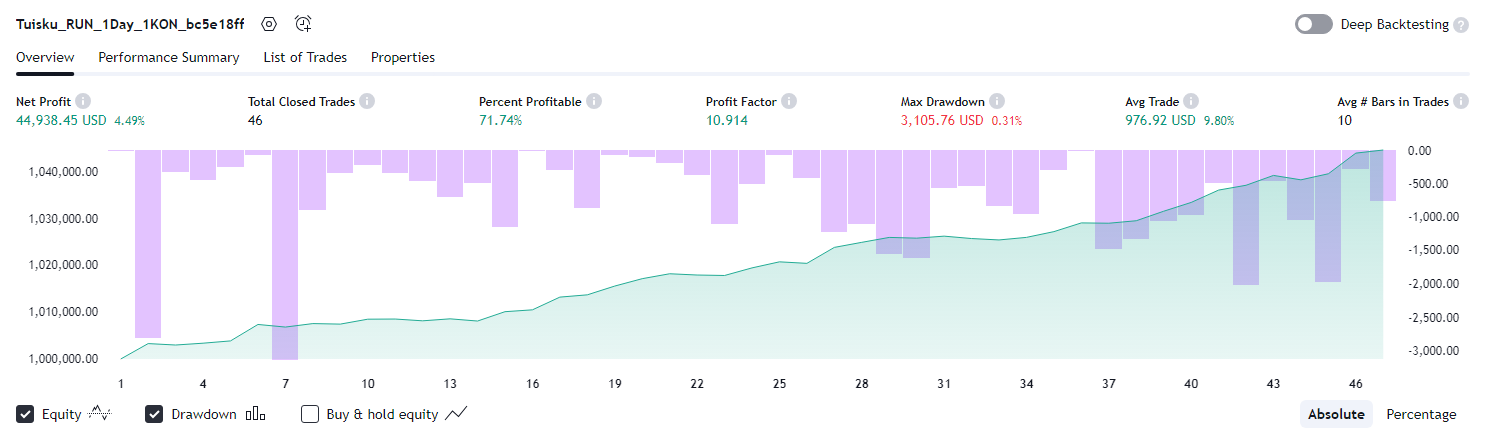 Tuisku_RUN_1Day_1KON_bc5e18ff Deep Backtesting ?
Overview Performance Summary List of Trades Properties
Net Profit i Total Closed Trades i Percent Profitable i Profit Factor i Max Drawdown i Avg Trade i Avg # Bars in Trades i
44,938.45 USD 4.49% 46 71.74% 10.914 3,105.76 USD 0.31% 976.92 USD 9.80% 10
0.00
1,040,000.00
-500.00
1,030,000.00 -1,000.00
-1,500.00
1,020,000.00
-2,000.00
1,010,000.00
-2,500.00
1,000,000.00 -3,000.00
1 4 7 10 13 16 19 22 25 28 31 34 37 40 43 46
Equity Drawdown Buy & hold equity Absolute Percentage